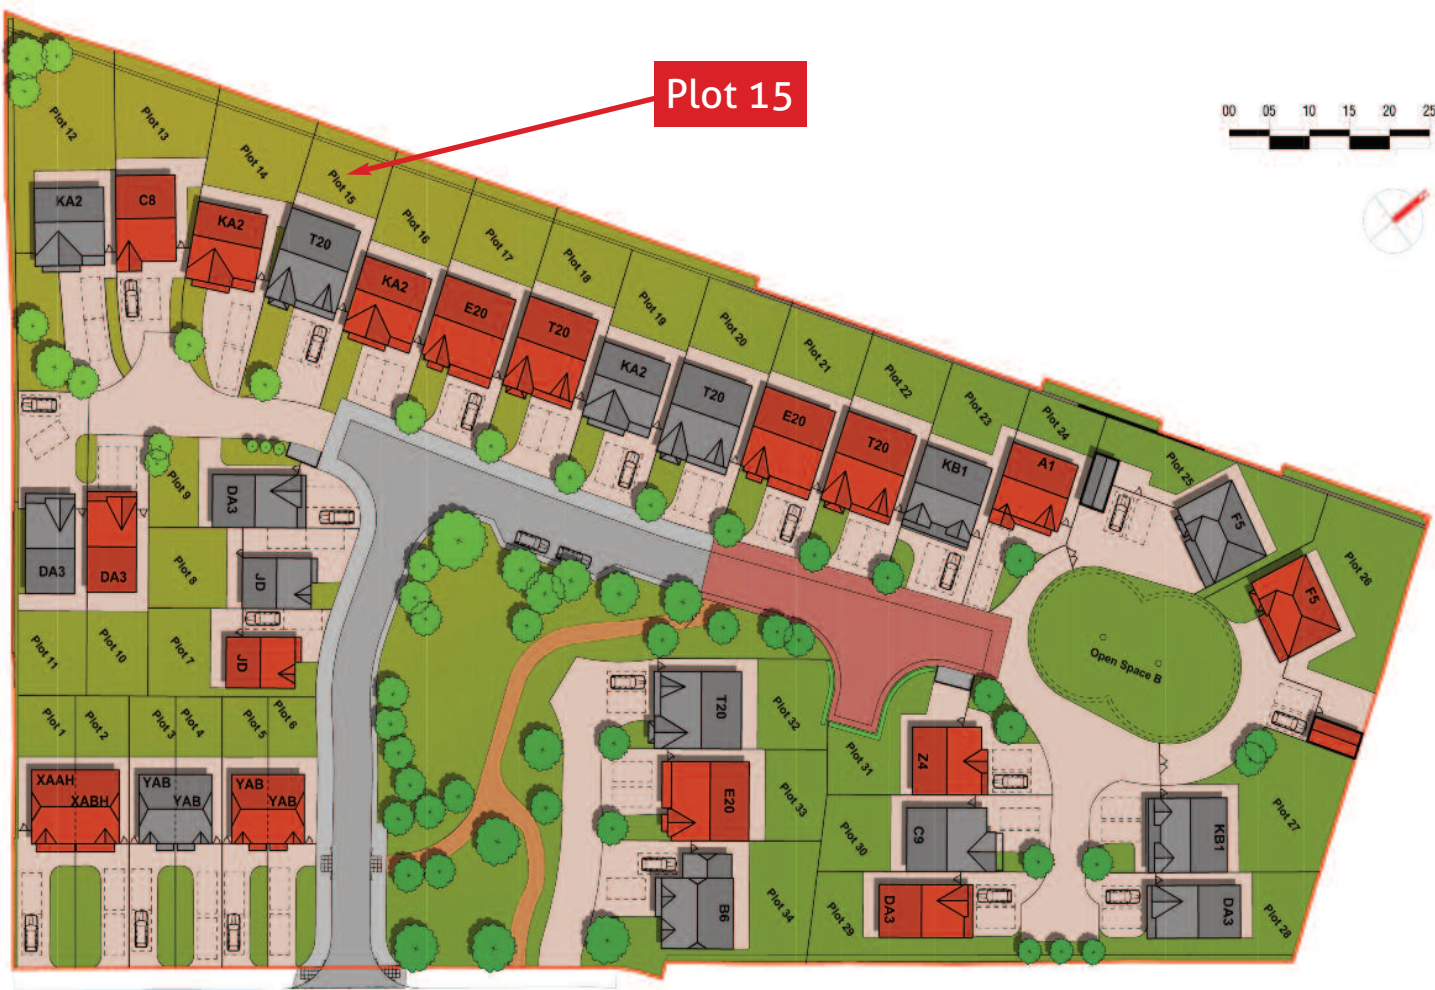 Plot 15
00 05 10 15 20 25
Plot 12
Plot 13
Plot 14
Plot 15
Plot 16
Plot 17
Plot 18
Plot 19
Plot 20
Plot 21
Plot 22
Plot 23
Plot 24
Plot 25
Plot 26
KA2
C8
KA2
T20
KA2
E20
T20
KA2
T20
E20
T20
KB1
A1
F5
F5
Open Space B
DA3
DA3
Plot 9
DA3
Plot 8
JD
Plot 11
Plot 10
Plot 7
JD
Plot 1
Plot 2
Plot 3
Plot 4
Plot 5
Plot 6
XAAH
XABH
YAB
YAB
YAB
YAB
T20
Plot 32
E20
Plot 33
B6
Plot 34
Plot 31
Z4
Plot 30
C9
Plot 29
DA3
KB1
Plot 27
DA3
Plot 28